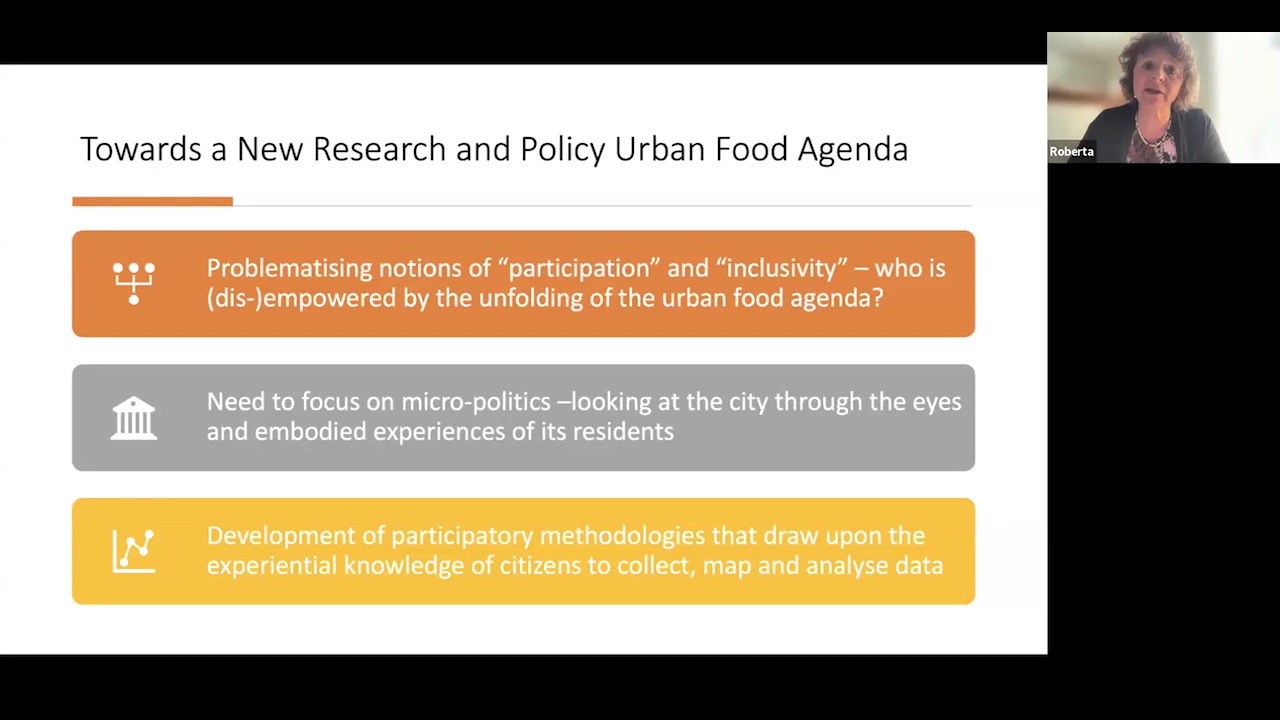 Towards a New Research and Policy Urban Food Agenda
Problematising notions of “participation” and “inclusivity” – who is
(dis-)empowered by the unfolding of the urban food agenda?
Need to focus on micro-politics –looking at the city through the eyes
and embodied experiences of its residents
Development of participatory methodologies that draw upon the
experiential knowledge of citizens to collect, map and analyse data
Roberta